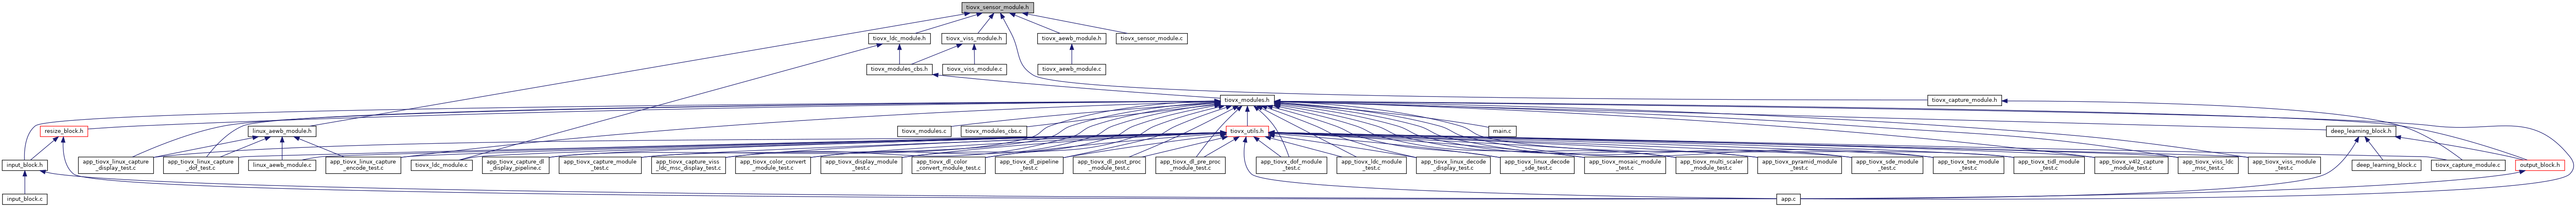 tiovx_sensor_module.h
tiovx_ldc_module.h
tiovx_viss_module.h
tiovx_aewb_module.h
tiovx_sensor_module.c
tiovx_modules_cbs.h
tiovx_viss_module.c
tiovx_aewb_module.c
tiovx_modules.h
tiovx_capture_module.h
resize_block.h
linux_aewb_module.h
tiovx_modules.c
tiovx_modules_cbs.c
tiovx_utils.h
main.c
deep_learning_block.h
input_block.h
app_tiovx_linux_capture
_display_test.c
app_tiovx_linux_capture
_dof_test.c
linux_aewb_module.c
app_tiovx_linux_capture
_encode_test.c
tiovx_ldc_module.c
app_tiovx_capture_dl
_display_pipeline.c
app_tiovx_capture_module
_test.c
app_tiovx_capture_viss
_ldc_msc_display_test.c
app_tiovx_color_convert
_module_test.c
app_tiovx_display_module
_test.c
app_tiovx_dl_color
_convert_module_test.c
app_tiovx_dl_pipeline
_test.c
app_tiovx_dl_post_proc
_module_test.c
app_tiovx_dl_pre_proc
_module_test.c
app_tiovx_dof_module
_test.c
app_tiovx_ldc_module
_test.c
app_tiovx_linux_decode
_display_test.c
app_tiovx_linux_decode
_sde_test.c
app_tiovx_mosaic_module
_test.c
app_tiovx_multi_scaler
_module_test.c
app_tiovx_pyramid_module
_test.c
app_tiovx_sde_module
_test.c
app_tiovx_tee_module
_test.c
app_tiovx_tidl_module
_test.c
app_tiovx_v4l2_capture
_module_test.c
app_tiovx_viss_ldc
_msc_test.c
app_tiovx_viss_module
_test.c
deep_learning_block.c
tiovx_capture_module.c
output_block.h
input_block.c
app.c